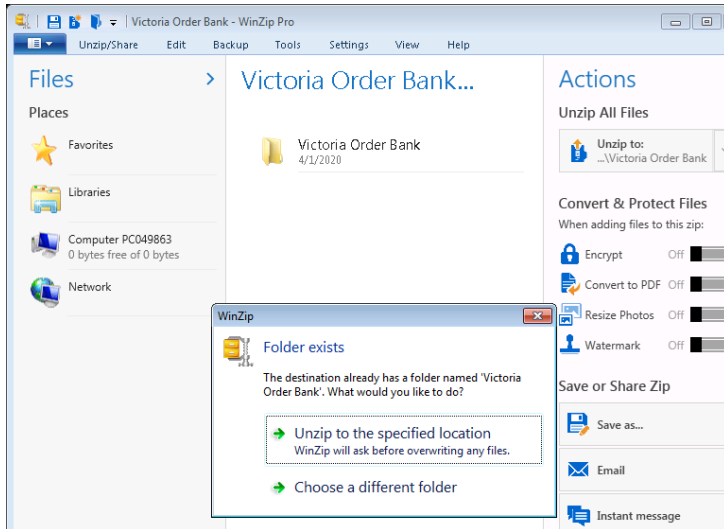 Victoria Order Bank - WinZip Pro
Unzip/Share Edit Backup Tools Settings View Help
Files
Places
Favorites
Libraries
Computer PC049863
0 bytes free of 0 bytes
Network
Victoria Order Bank...
Victoria Order Bank
4/1/2020
Actions
Unzip All Files
Unzip to:
...\Victoria Order Bank
Convert & Protect Files
When adding files to this zip:
Encrypt Off
Convert to PDF Off
Resize Photos Off
Watermark Off
Save or Share Zip
Save as...
Email
Instant message
WinZip
Folder exists
The destination already has a folder named 'Victoria
Order Bank'. What would you like to do?
Unzip to the specified location
WinZip will ask before overwriting any files.
Choose a different folder